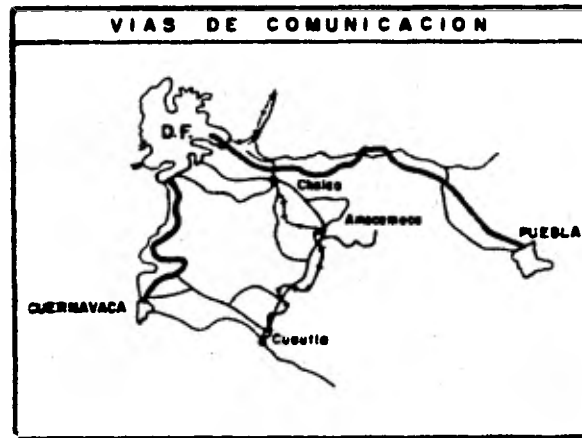 VIAS DE COMUNICACION
D.F.
Chalco
Amecameca
PUEBLA
CUERNAVACA
Cuautla